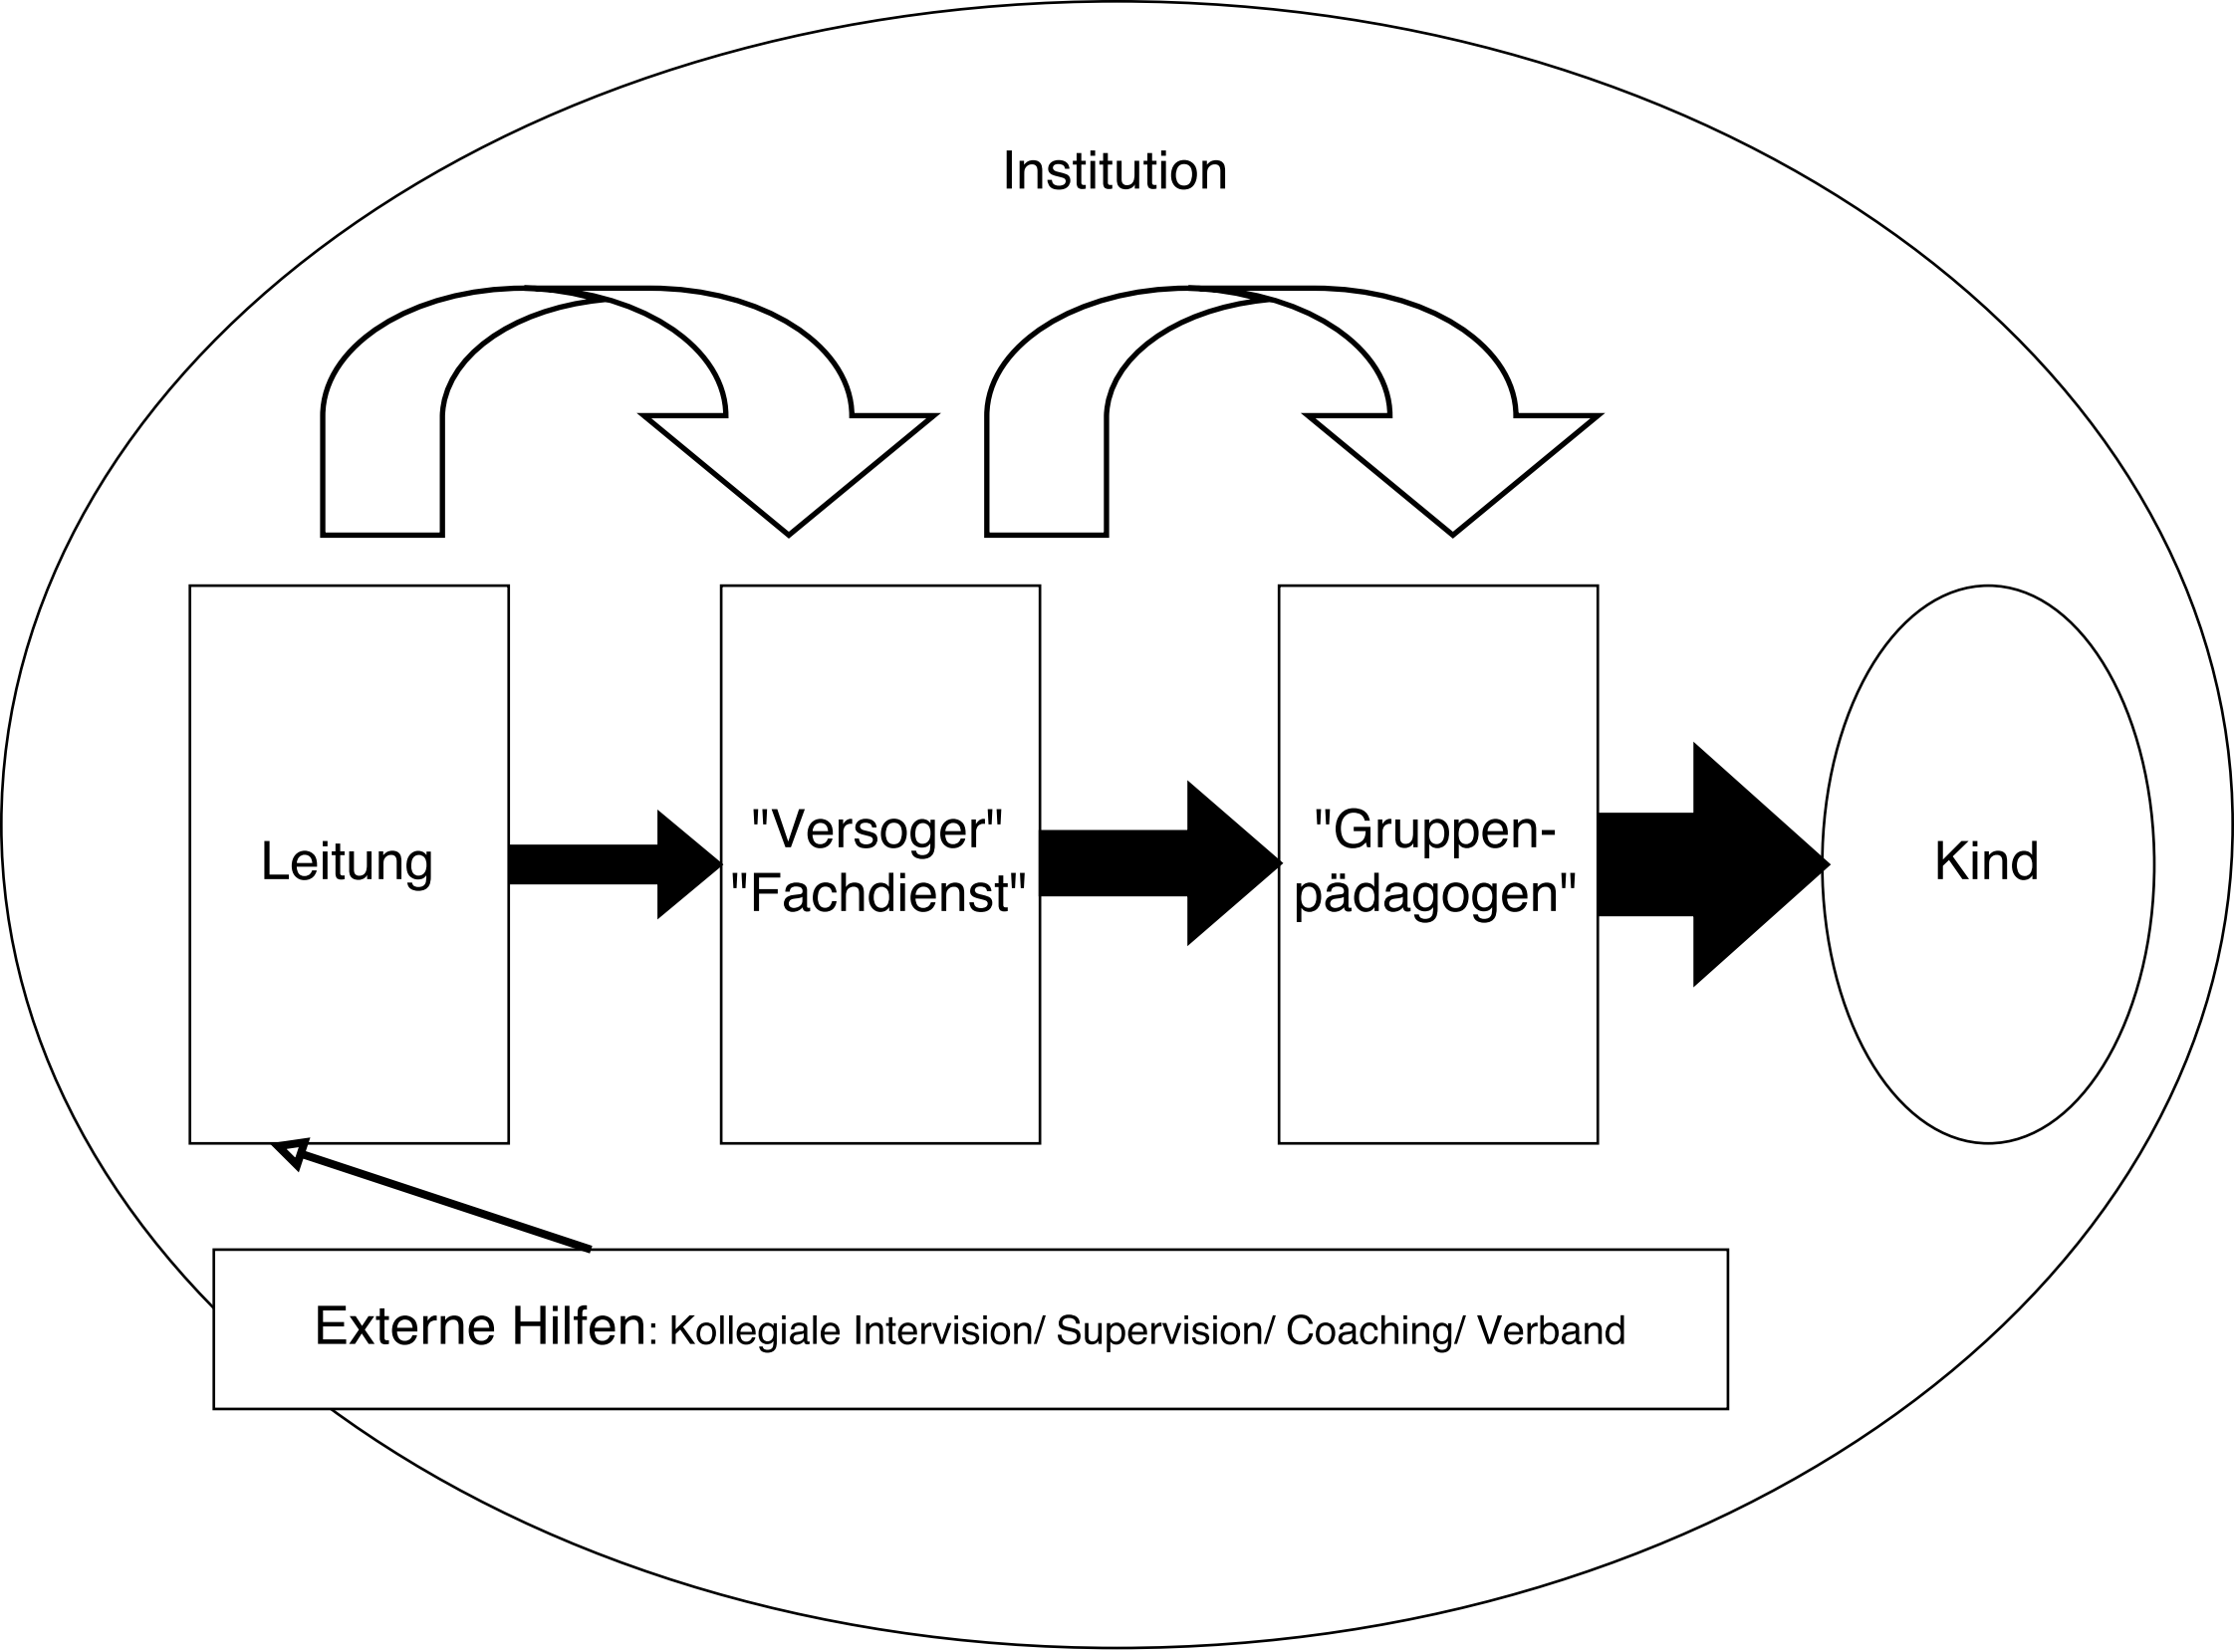 Institution
Leitung
"Versoger"
"Fachdienst"
"Gruppen-
pädagogen"
Kind
Externe Hilfen: Kollegiale Intervision/ Supervision/ Coaching/ Verband